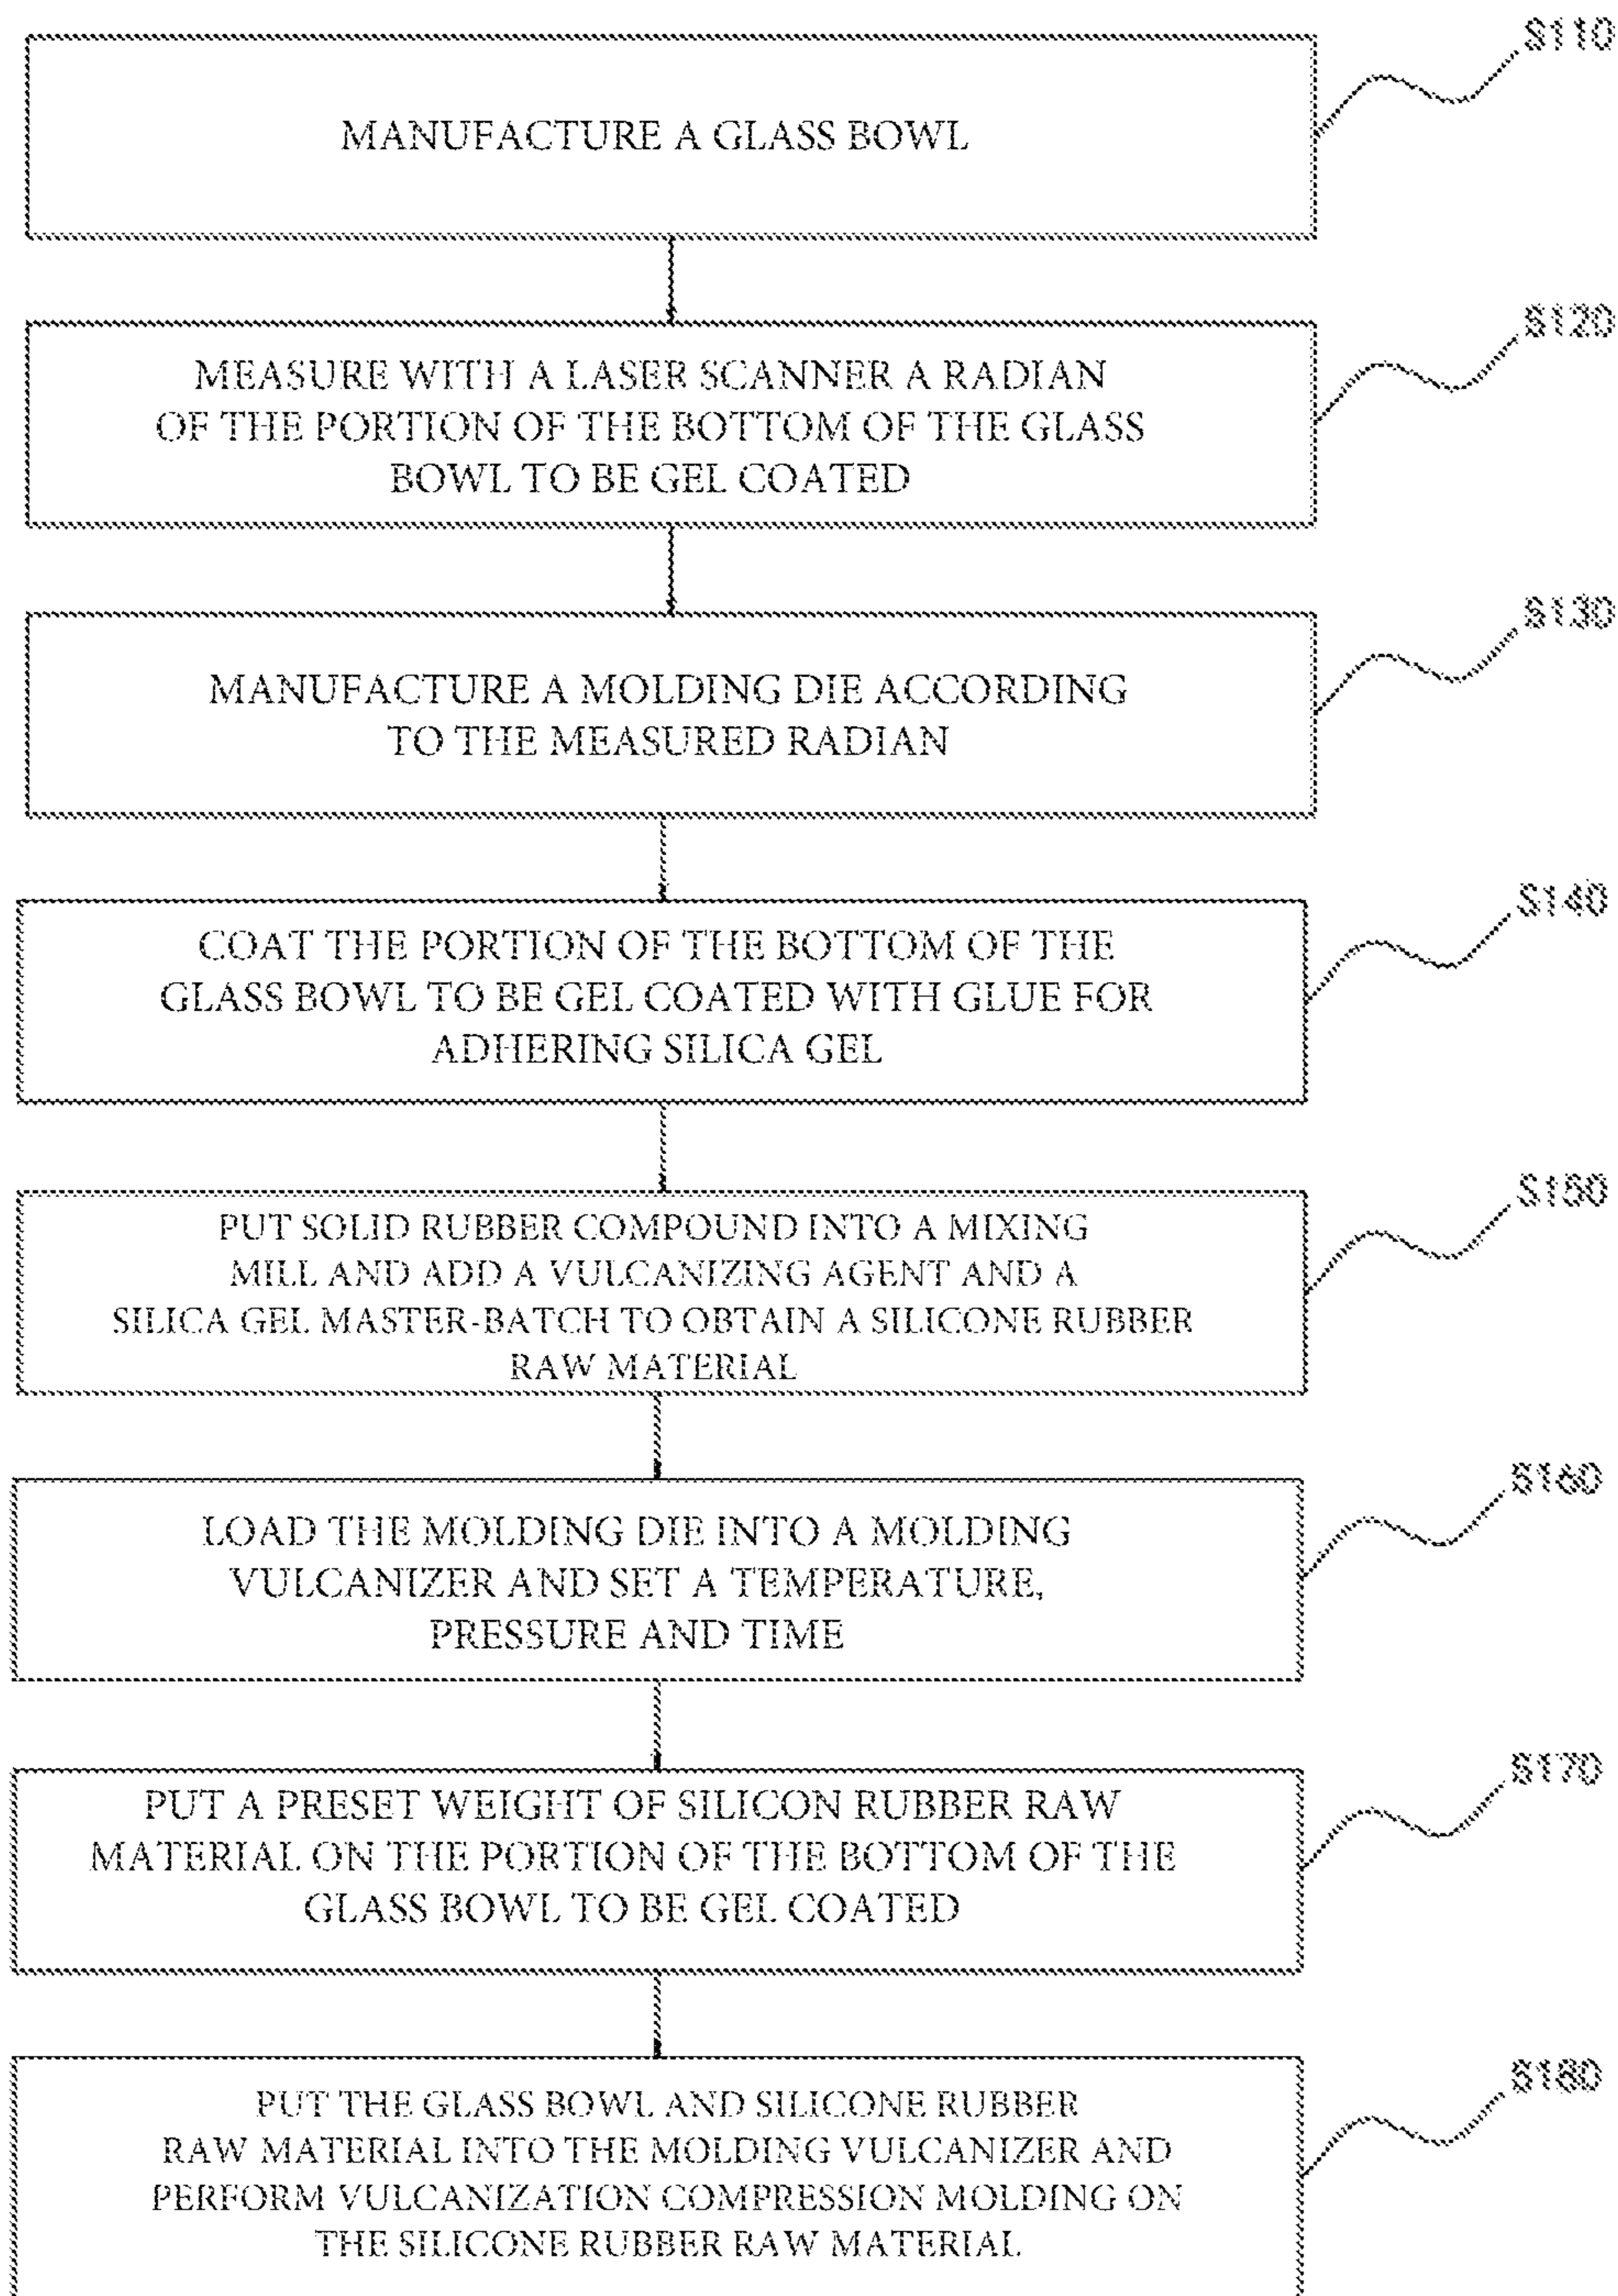 S110
MANUFACTURE A GLASS BOWL
S120
MEASURE WITH A LASER SCANNER A RADIAN
OF THE PORTION OF THE BOTTOM OF THE GLASS
BOWL TO BE GEL COATED
S130
MANUFACTURE A MOLDING DIE ACCORDING
TO THE MEASURED RADIAN
S140
COAT THE PORTION OF THE BOTTOM OF THE
GLASS BOWL TO BE GEL COATED WITH GLUE FOR
ADHERING SILICA GEL
S150
PUT SOLID RUBBER COMPOUND INTO A MIXING
MILL AND ADD A VULCANIZING AGENT AND A
SILICA GEL MASTER-BATCH TO OBTAIN A SILICONE RUBBER
RAW MATERIAL
S160
LOAD THE MOLDING DIE INTO A MOLDING
VULCANIZER AND SET A TEMPERATURE,
PRESSURE AND TIME
S170
PUT A PRESET WEIGHT OF SILICON RUBBER RAW
MATERIAL ON THE PORTION OF THE BOTTOM OF THE
GLASS BOWL TO BE GEL COATED
S180
PUT THE GLASS BOWL AND SILICONE RUBBER
RAW MATERIAL INTO THE MOLDING VULCANIZER AND
PERFORM VULCANIZATION COMPRESSION MOLDING ON
THE SILICONE RUBBER RAW MATERIAL